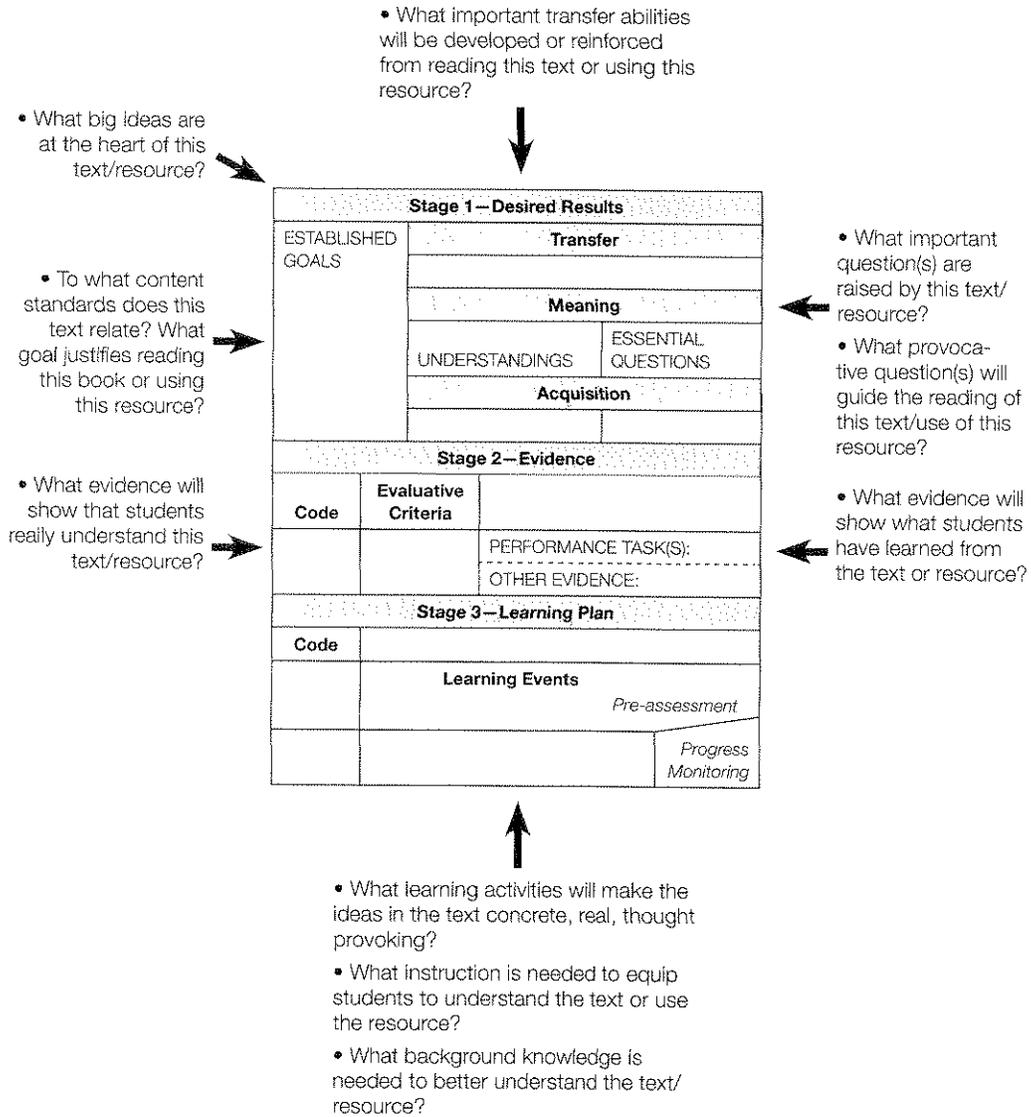 • What important transfer abilities
will be developed or reinforced
from reading this text or using this
resource?
• What big ideas are
at the heart of this
text/resource?
Stage 1—Desired Results
ESTABLISHED
GOALS
Transfer
Meaning
UNDERSTANDINGS
ESSENTIAL
QUESTIONS
Acquisition
• To what content
standards does this
text relate? What
goal justifies reading
this book or using
this resource?
• What important
question(s) are
raised by this text/
resource?
• What provoca-
tive question(s) will
guide the reading of
this text/use of this
resource?
Stage 2—Evidence
Code
Evaluative
Criteria
PERFORMANCE TASK(S):
OTHER EVIDENCE:
• What evidence will
show that students
really understand this
text/resource?
• What evidence will
show what students
have learned from
the text or resource?
Stage 3—Learning Plan
Code
Learning Events
Pre-assessment
Progress
Monitoring
• What learning activities will make the
ideas in the text concrete, real, thought
provoking?
• What instruction is needed to equip
students to understand the text or use
the resource?
• What background knowledge is
needed to better understand the text/
resource?